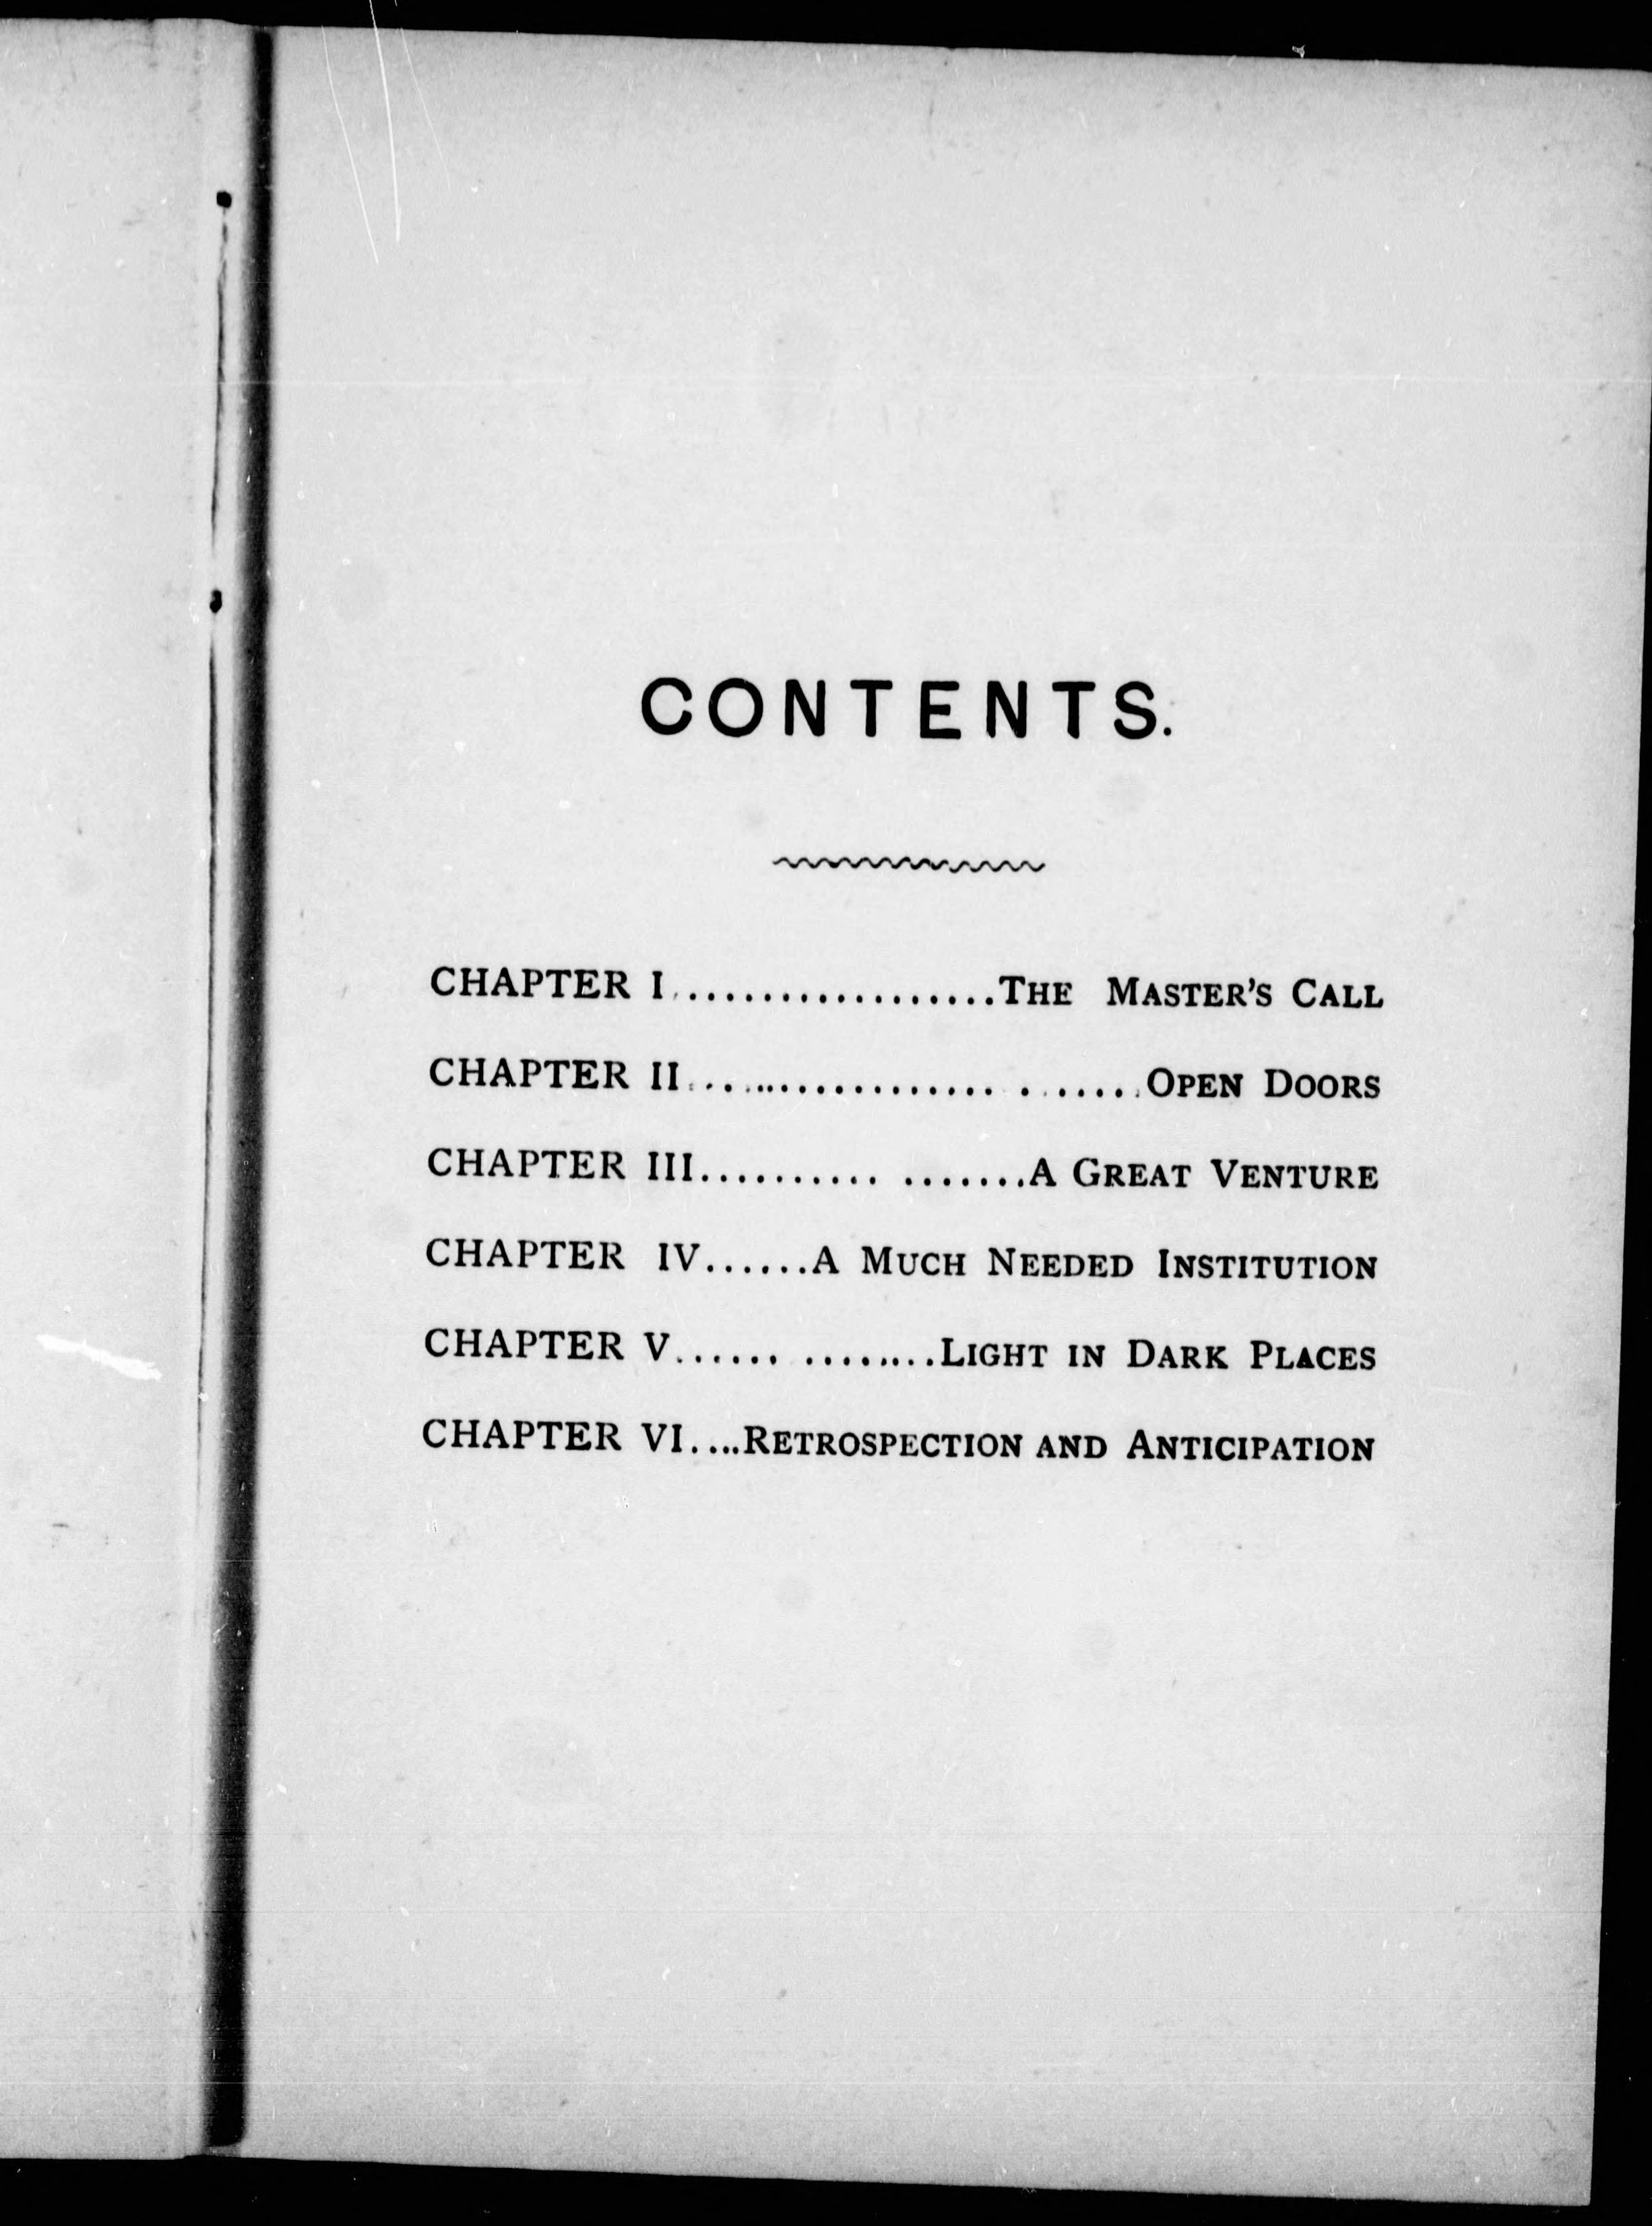 CONTENTS.
CHAPTER I....................THE MASTER'S CALL
CHAPTER II........................... . ......OPEN DOORS
CHAPTER III........... .......A GREAT VENTURE
CHAPTER IV......A MUCH NEEDED INSTITUTION
CHAPTER V...... ........LIGHT IN DARK PLACES
CHAPTER VI....RETROSPECTION AND ANTICIPATION